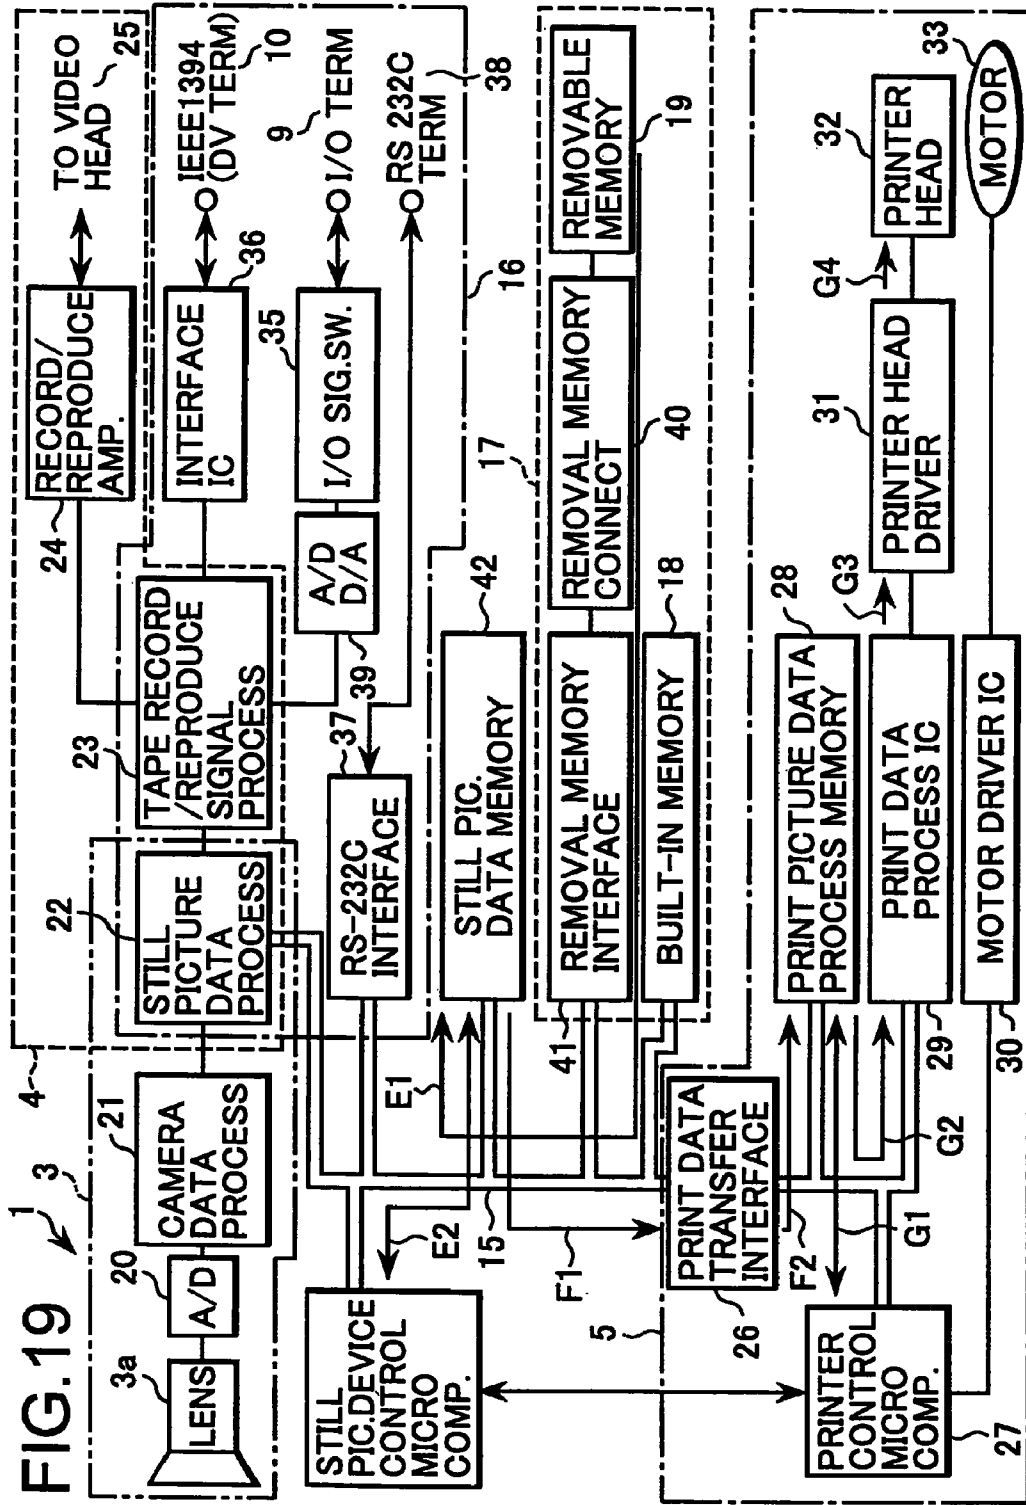 FIG.19
1
3
4
3a
LENS
20
A/D
21
CAMERA
DATA
PROCESS
22
STILL
PICTURE
DATA
PROCESS
23
TAPE RECORD
/REPRODUCE
SIGNAL
PROCESS
24
RECORD/
REPRODUCE
AMP.
TO VIDEO
HEAD
25
INTERFACE
IC
36
IEEE1394
(DV TERM)
10
A/D
D/A
39
I/O SIG.SW.
35
I/O TERM
9
RS 232C
TERM
38
16
37
RS-232C
INTERFACE
42
STILL PIC.
DATA MEMORY
17
41
REMOVAL MEMORY
INTERFACE
REMOVAL MEMORY
CONNECT
REMOVABLE
MEMORY
19
40
BUILT-IN MEMORY
18
E1
E2
15
F1
STILL
PIC.DEVICE
CONTROL
MICRO
COMP.
5
26
PRINT DATA
TRANSFER
INTERFACE
F2
G1
G2
PRINTER
CONTROL
MICRO
COMP.
27
28
PRINT PICTURE DATA
PROCESS MEMORY
29
PRINT DATA
PROCESS IC
30
MOTOR DRIVER IC
G3
31
PRINTER HEAD
DRIVER
G4
32
PRINTER
HEAD
33
MOTOR